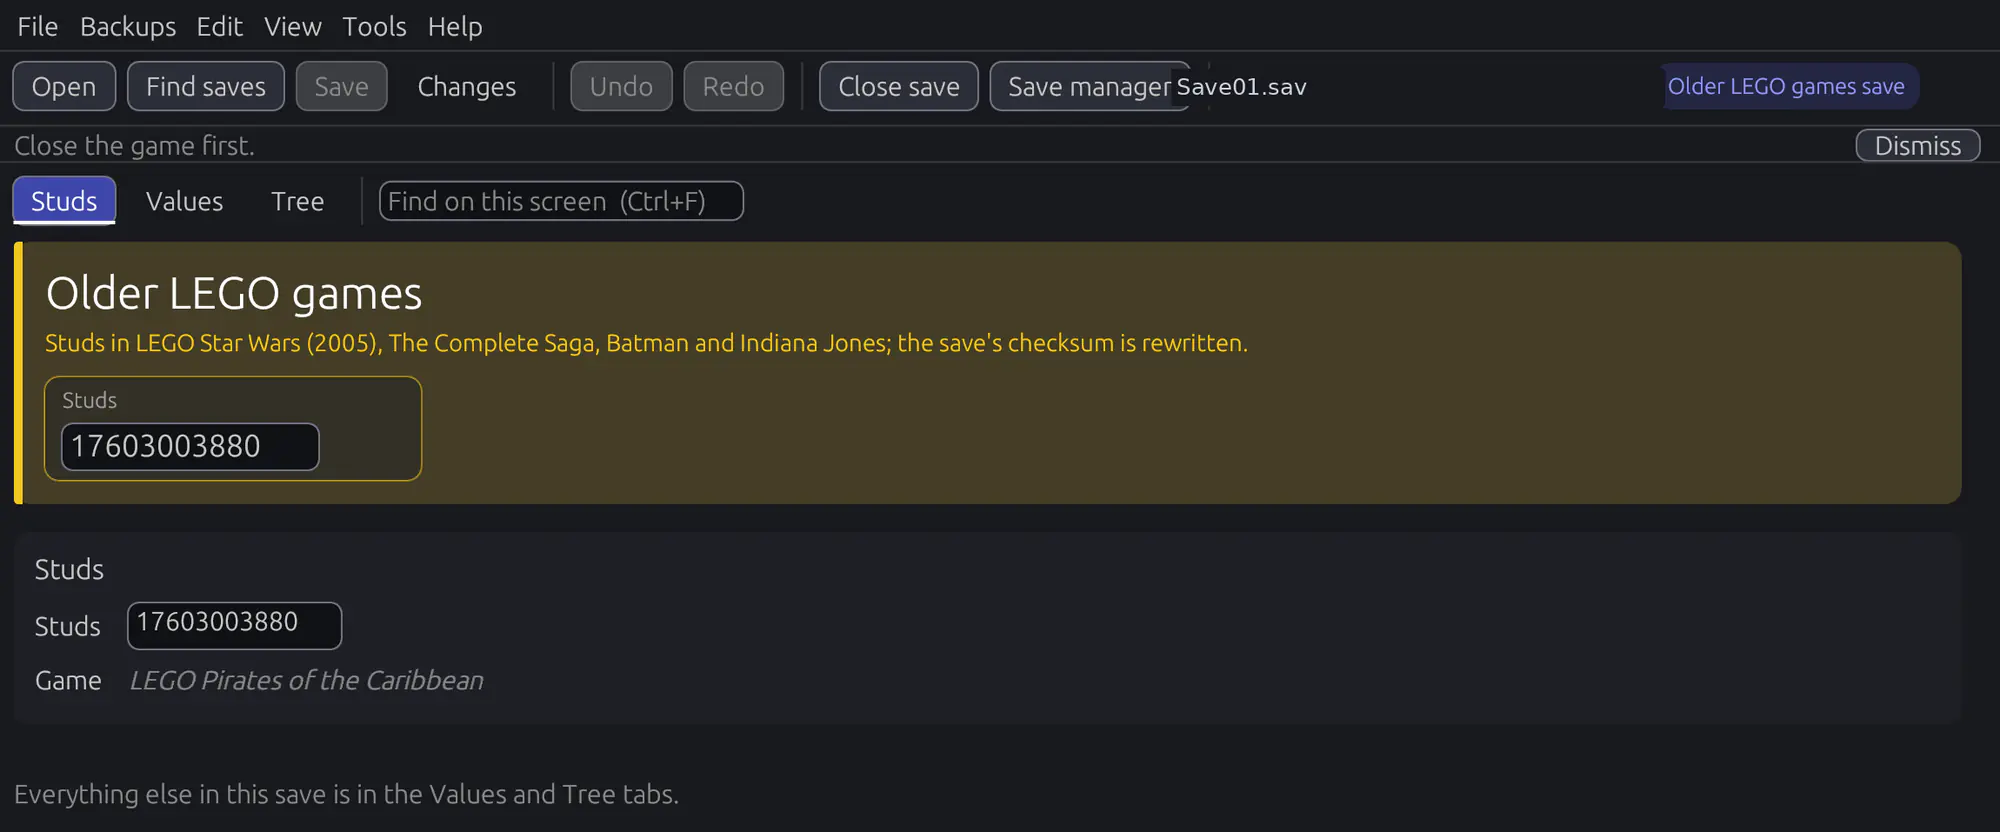 File Backups Edit View Tools Help
Open Find saves Save Changes Undo Redo Close save Save manager Save01.sav Older LEGO games save
Close the game first. Dismiss
Studs Values Tree Find on this screen (Ctrl+F)
Older LEGO games
Studs in LEGO Star Wars (2005), The Complete Saga, Batman and Indiana Jones; the save's checksum is rewritten.
Studs
17603003880
Studs
Studs 17603003880
Game LEGO Pirates of the Caribbean
Everything else in this save is in the Values and Tree tabs.